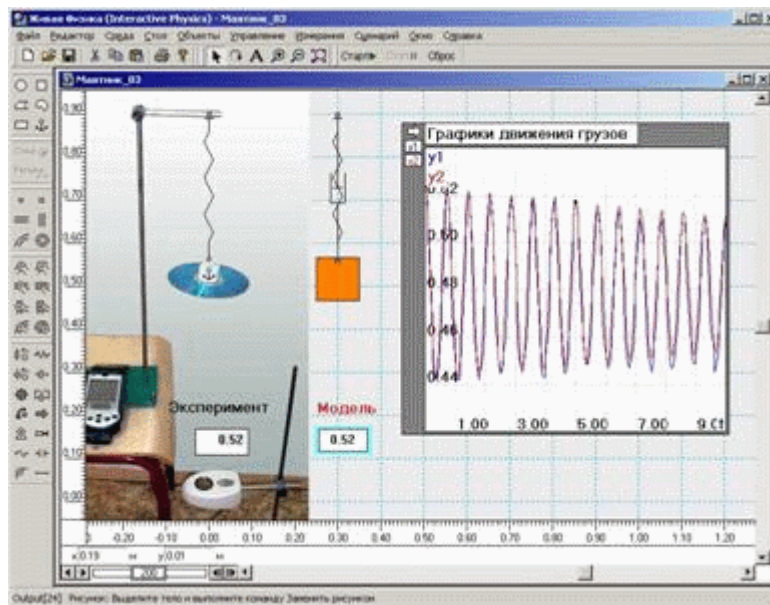 Живая Физика (Interactive Physics) - Маятник_03
Файл Редактор Среда Стол Объекты Управление Измерения Сценарий Окно Справка
Старт Сброс
Маятник_03
Графики движения грузов
y1
y2
0.50
0.48
0.46
0.44
1.00 3.00 5.00 7.00 9.0
0,90
0,80
0,70
0,60
0,50
0,40
0,30
0,20
0,10
0,00
Эксперимент Модель
0.52 0.52
0.20 0.10 0.00 0.10 0.20 0.30 0.40 0.50 0.60 0.70 0.80 0.90 1.00 1.10 1.20
x 0.19 м y 0.01 м
200
Output[24] Рисунок: Выделите тело и выполните команду Заменить рисунком